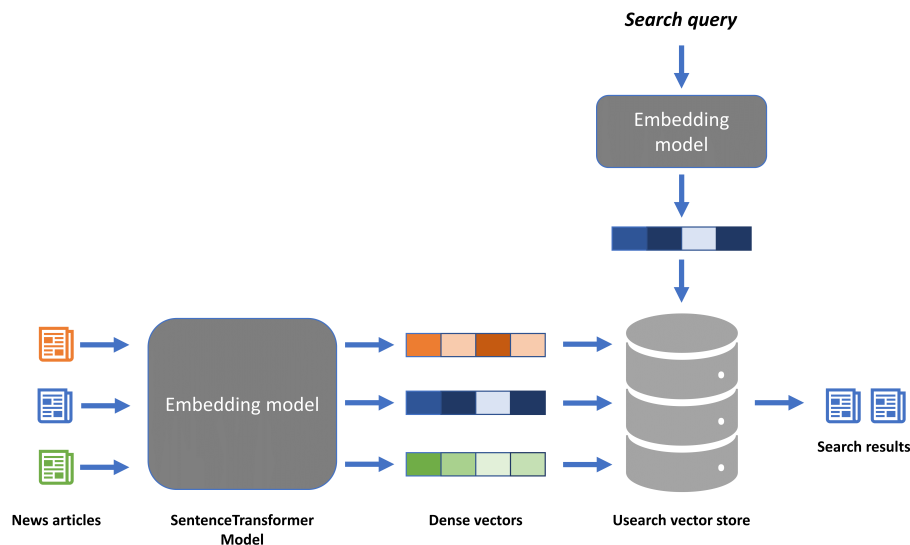 Search query
Embedding
model
Embedding model
Search results
News articles
SentenceTransformer
Model
Dense vectors
Usearch vector store